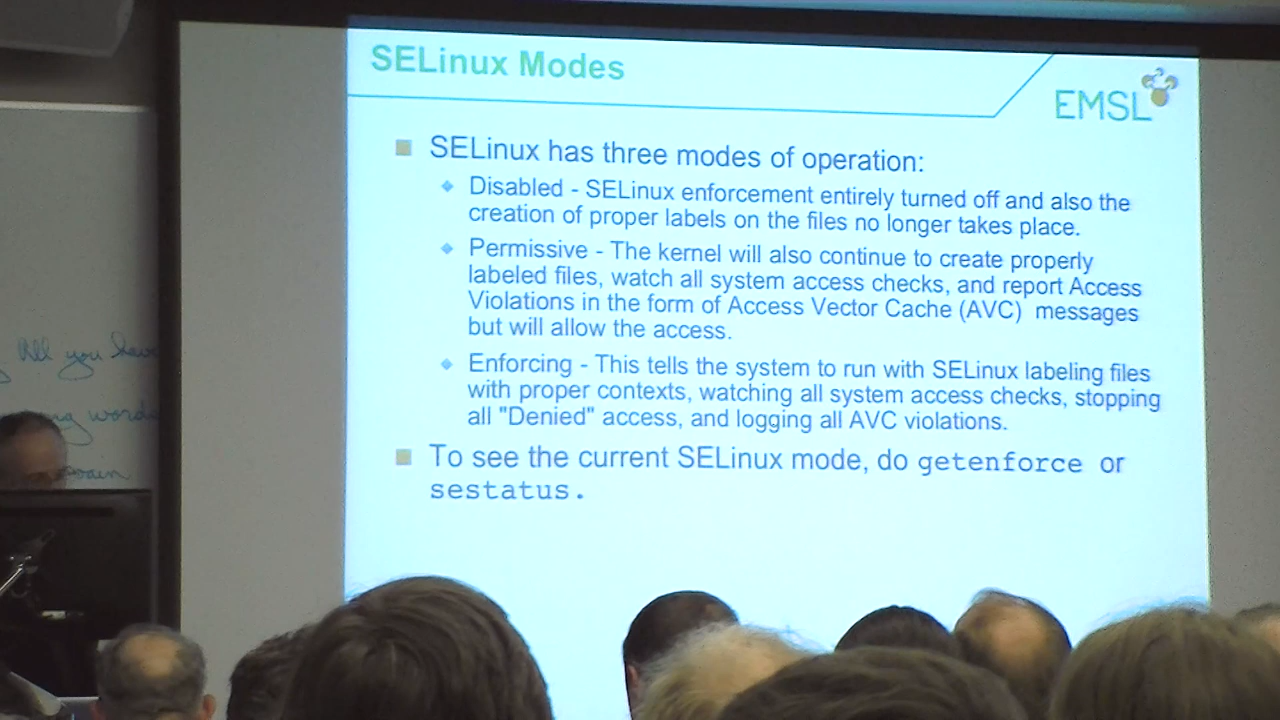 SELinux Modes
EMSL
SELinux has three modes of operation:
Disabled - SELinux enforcement entirely turned off and also the
creation of proper labels on the files no longer takes place.
Permissive - The kernel will also continue to create properly
labeled files, watch all system access checks, and report Access
Violations in the form of Access Vector Cache (AVC) messages
but will allow the access.
Enforcing - This tells the system to run with SELinux labeling files
with proper contexts, watching all system access checks, stopping
all "Denied" access, and logging all AVC violations.
To see the current SELinux mode, do getenforce or
sestatus.
All you have
words